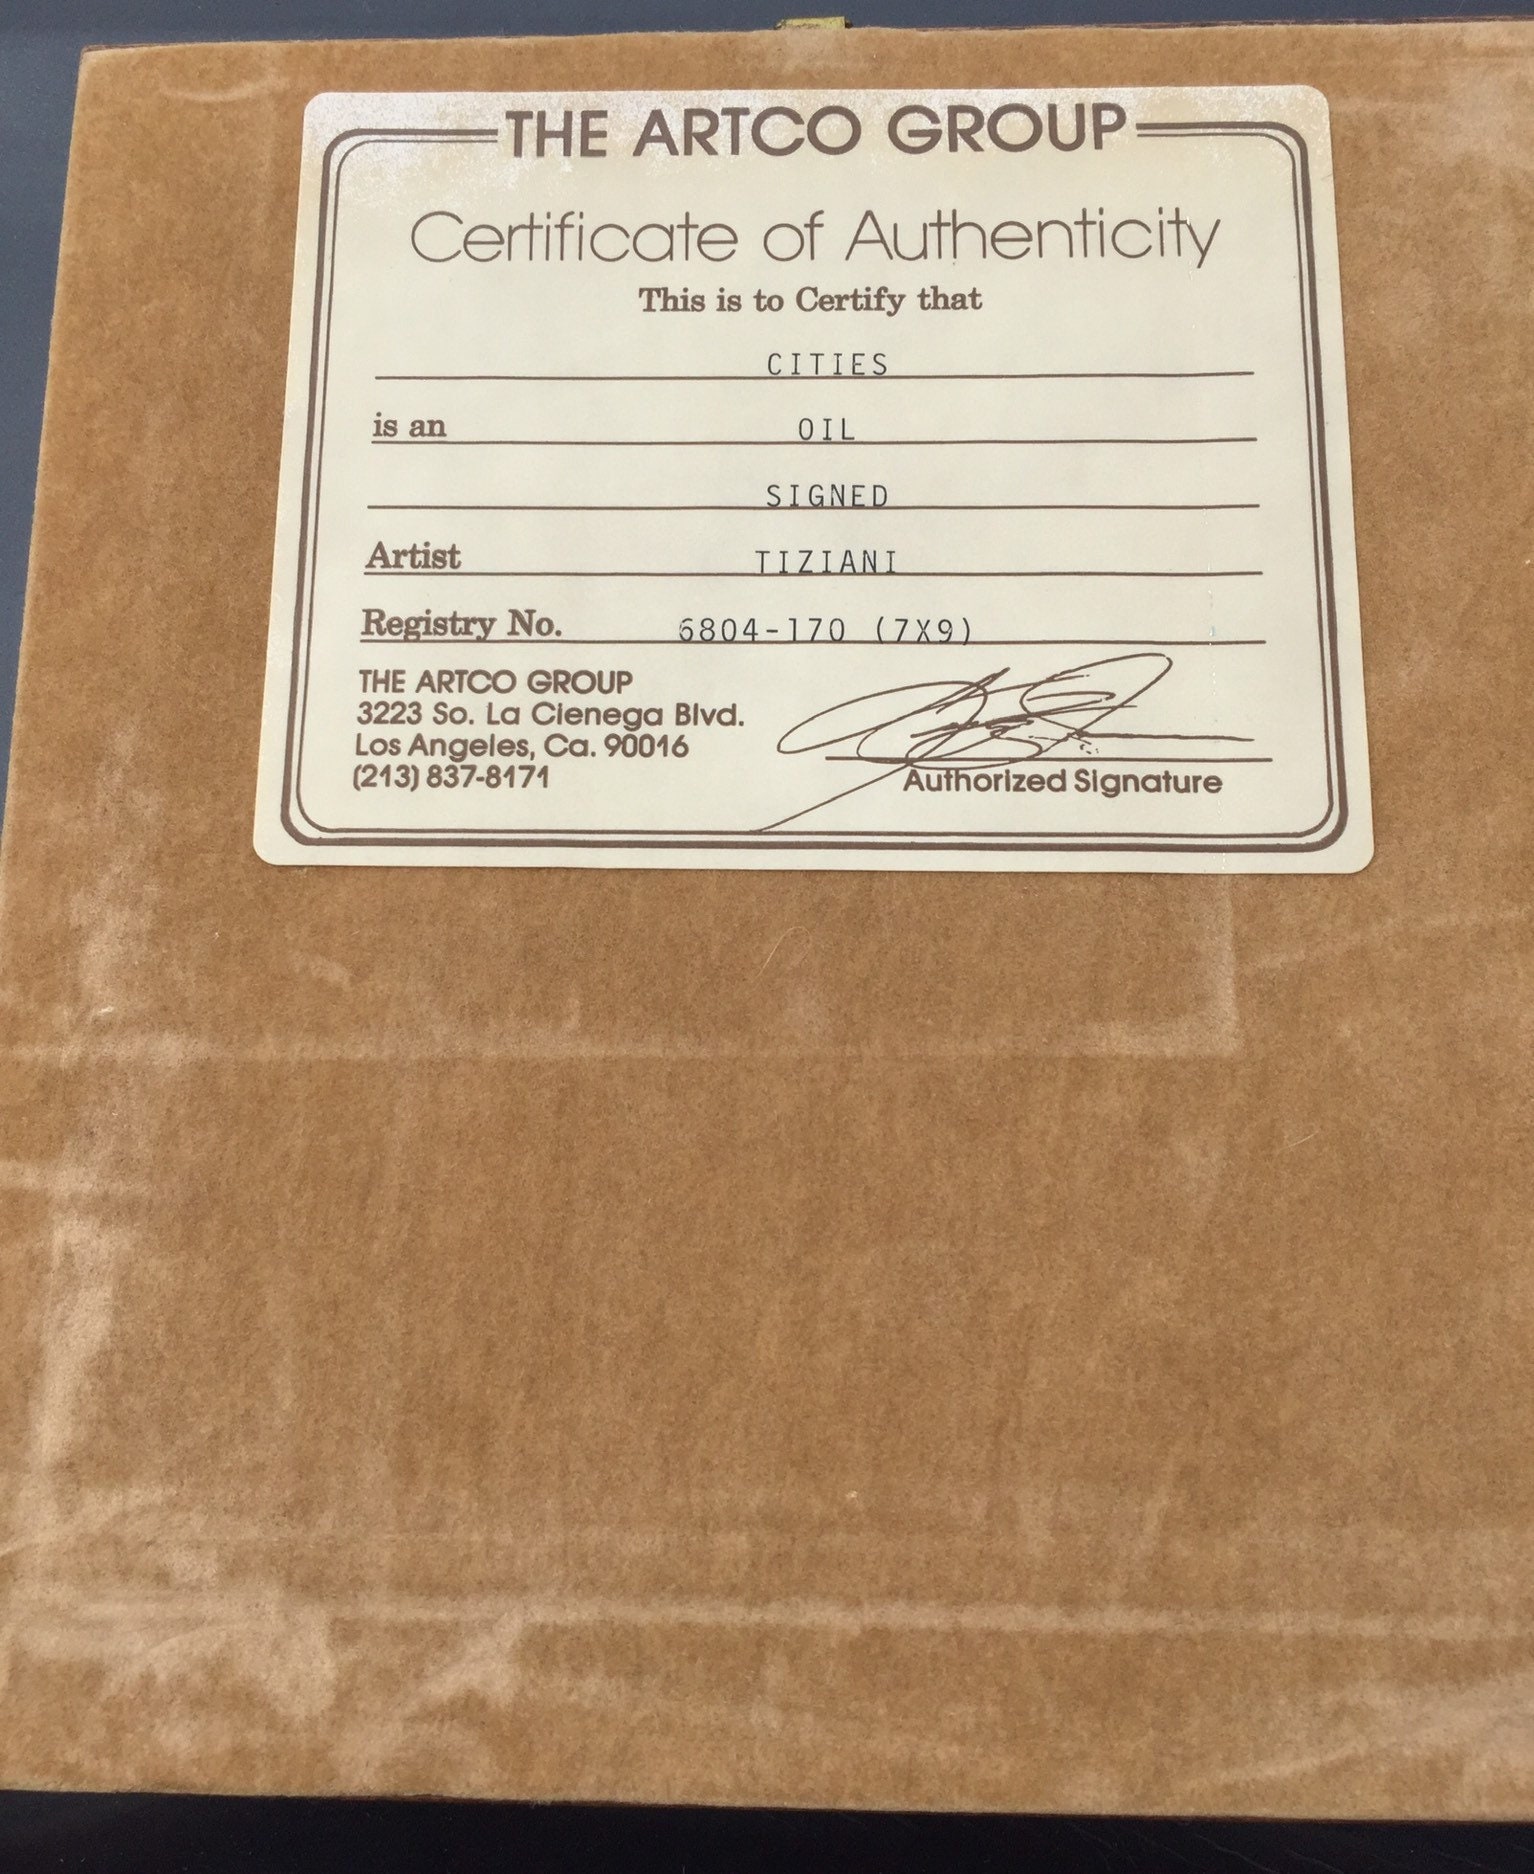 THE ARTCO GROUP
Certificate of Authenticity
This is to Certify that
CITIES
is an OIL
SIGNED
Artist TIZIANI
Registry No. 6804-170 (7X9)
THE ARTCO GROUP
3223 So. La Cienega Blvd.
Los Angeles, Ca. 90016
(213) 837-8171
Authorized Signature